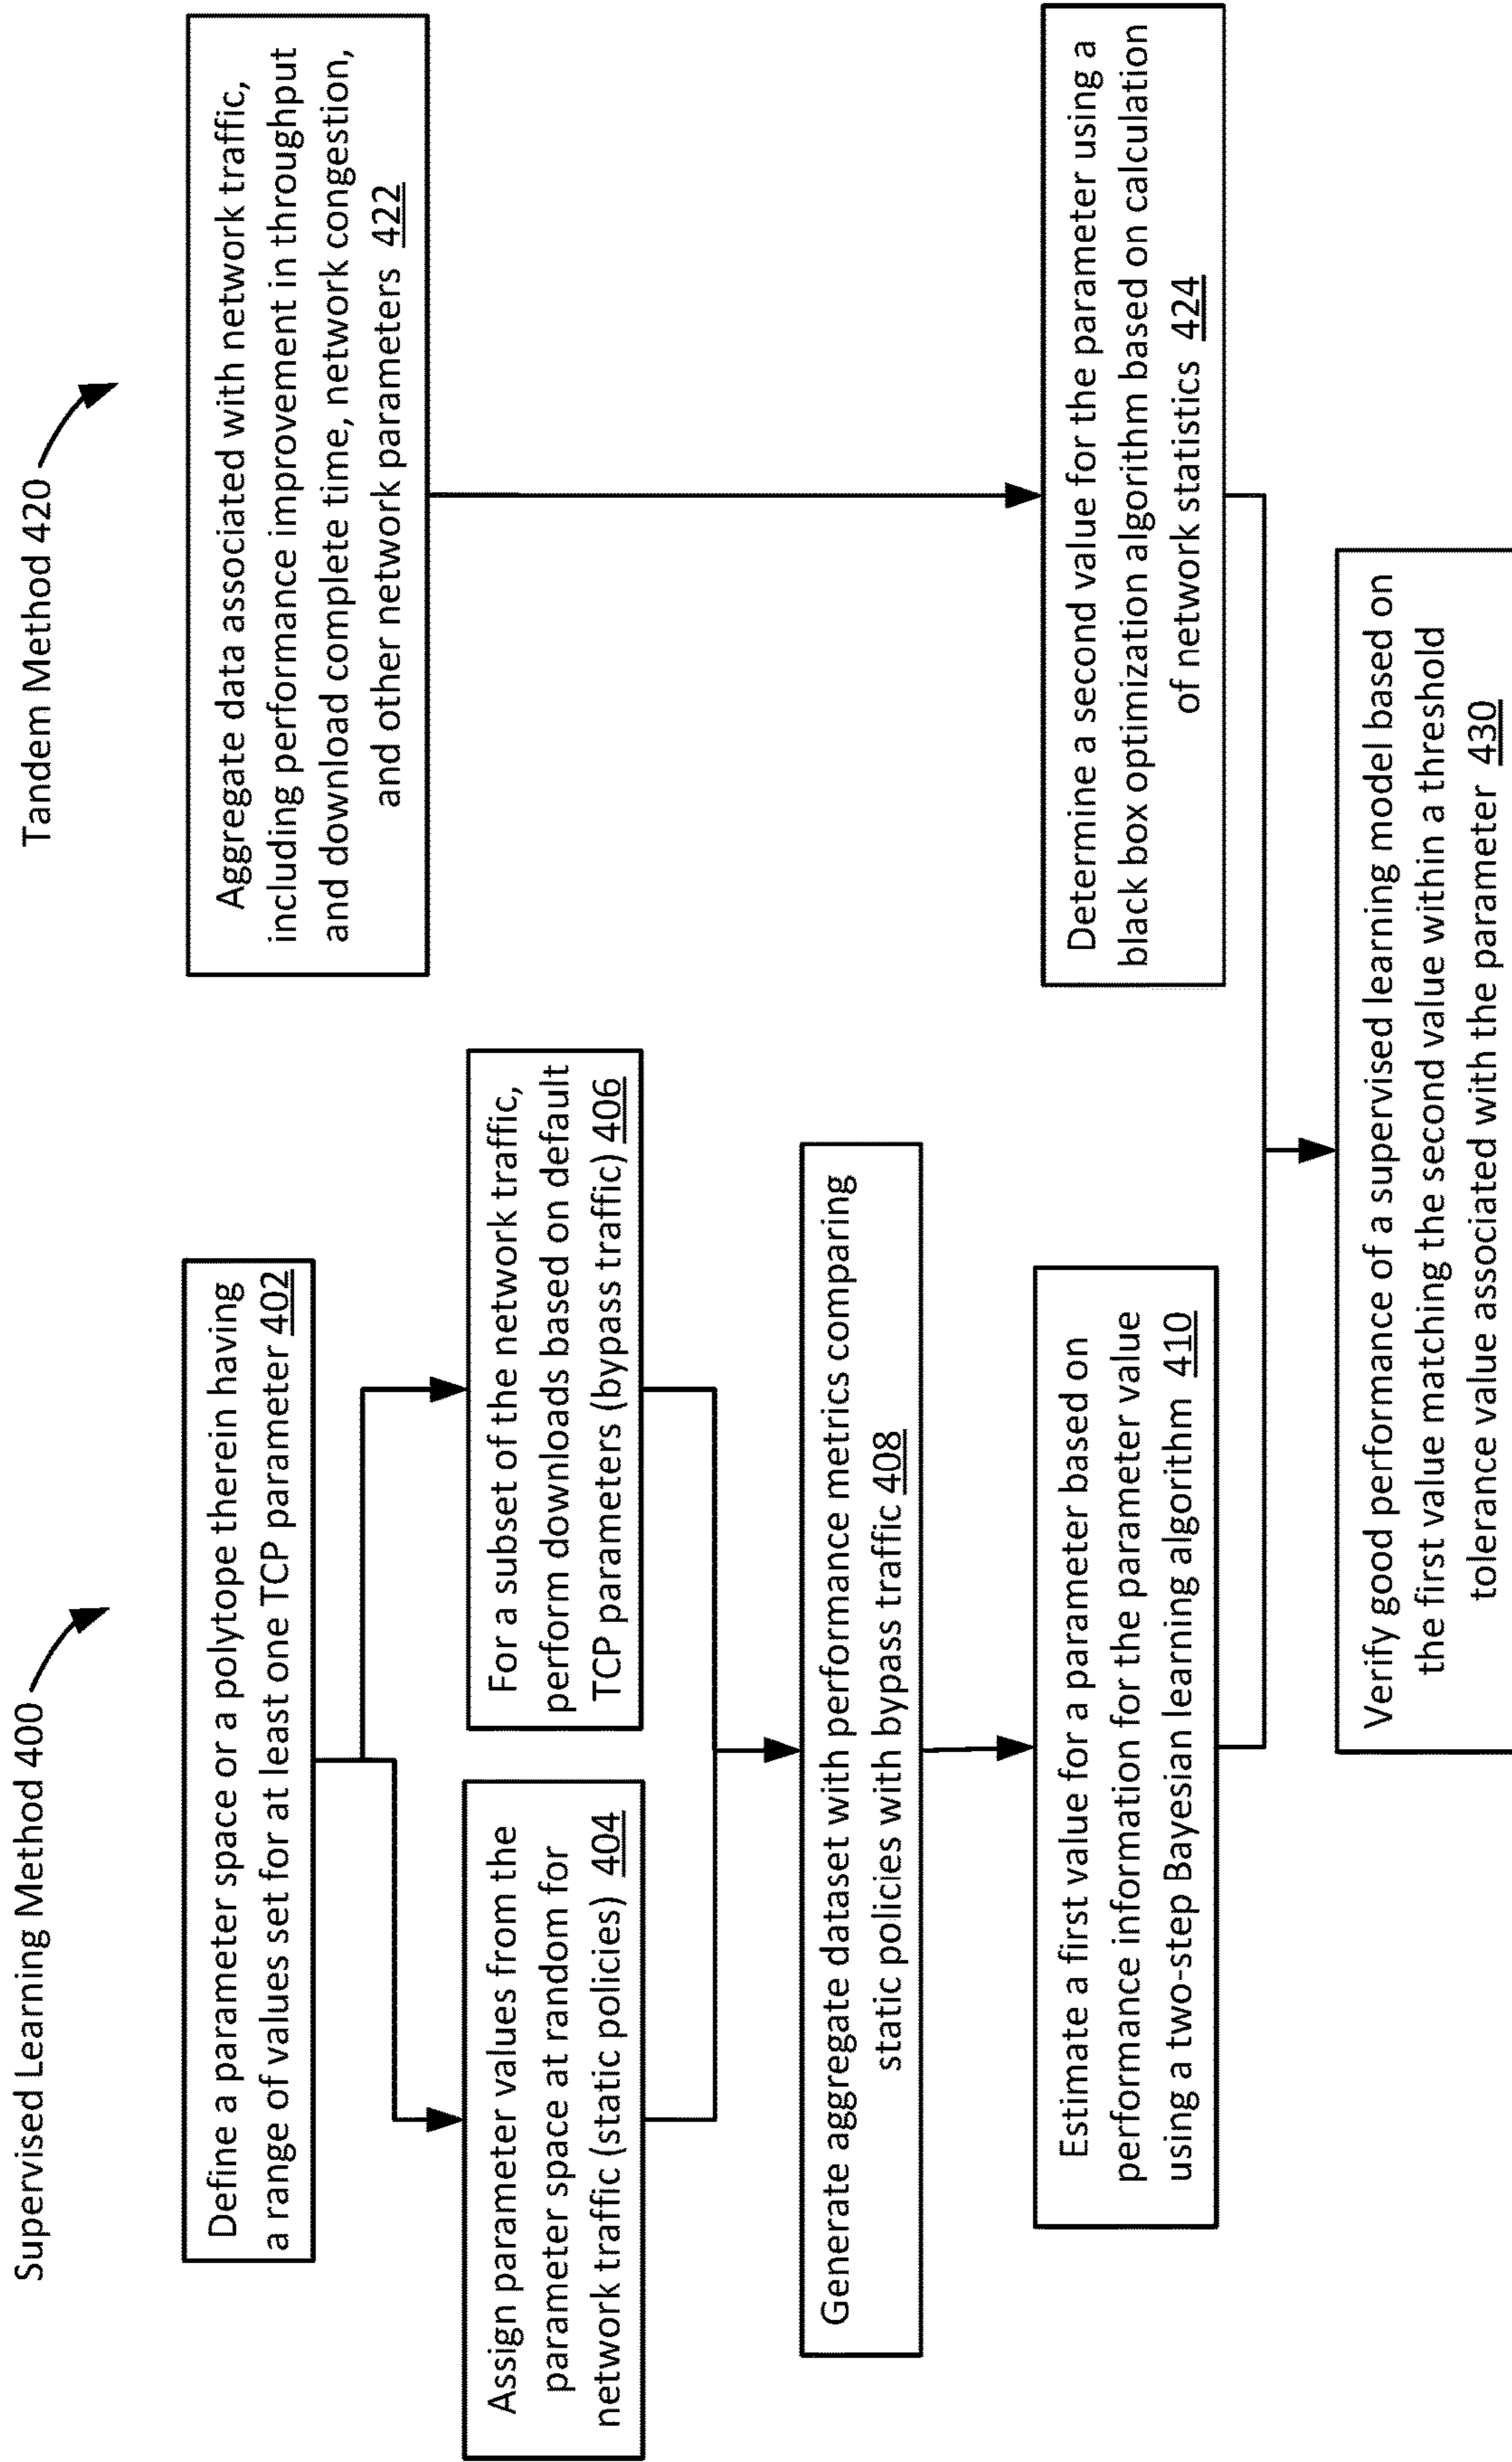 Supervised Learning Method 400
Define a parameter space or a polytope therein having
a range of values set for at least one TCP parameter 402
Assign parameter values from the
parameter space at random for
network traffic (static policies) 404
For a subset of the network traffic,
perform downloads based on default
TCP parameters (bypass traffic) 406
Generate aggregate dataset with performance metrics comparing
static policies with bypass traffic 408
Estimate a first value for a parameter based on
performance information for the parameter value
using a two-step Bayesian learning algorithm 410
Tandem Method 420
Aggregate data associated with network traffic,
including performance improvement in throughput
and download complete time, network congestion,
and other network parameters 422
Determine a second value for the parameter using a
black box optimization algorithm based on calculation
of network statistics 424
Verify good performance of a supervised learning model based on
the first value matching the second value within a threshold
tolerance value associated with the parameter 430